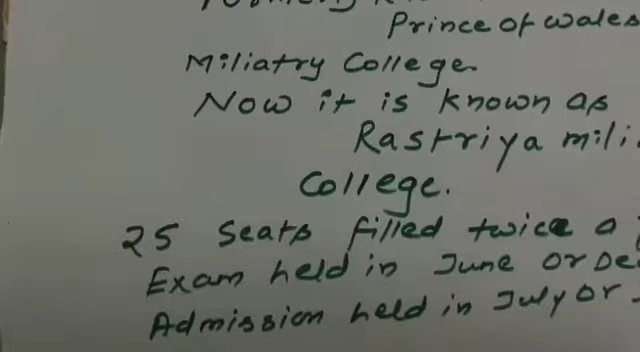 Prince of wales
Miliatry College.
Now it is known as
Rastriya mili
College.
25 Seats filled twice a
Exam held in June Or De
Admission held in July Or